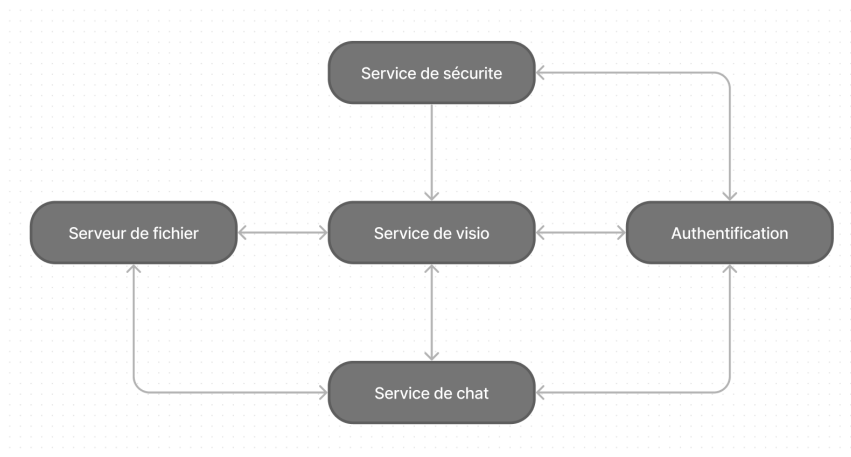 Service de sécurite
Serveur de fichier
Service de visio
Authentification
Service de chat